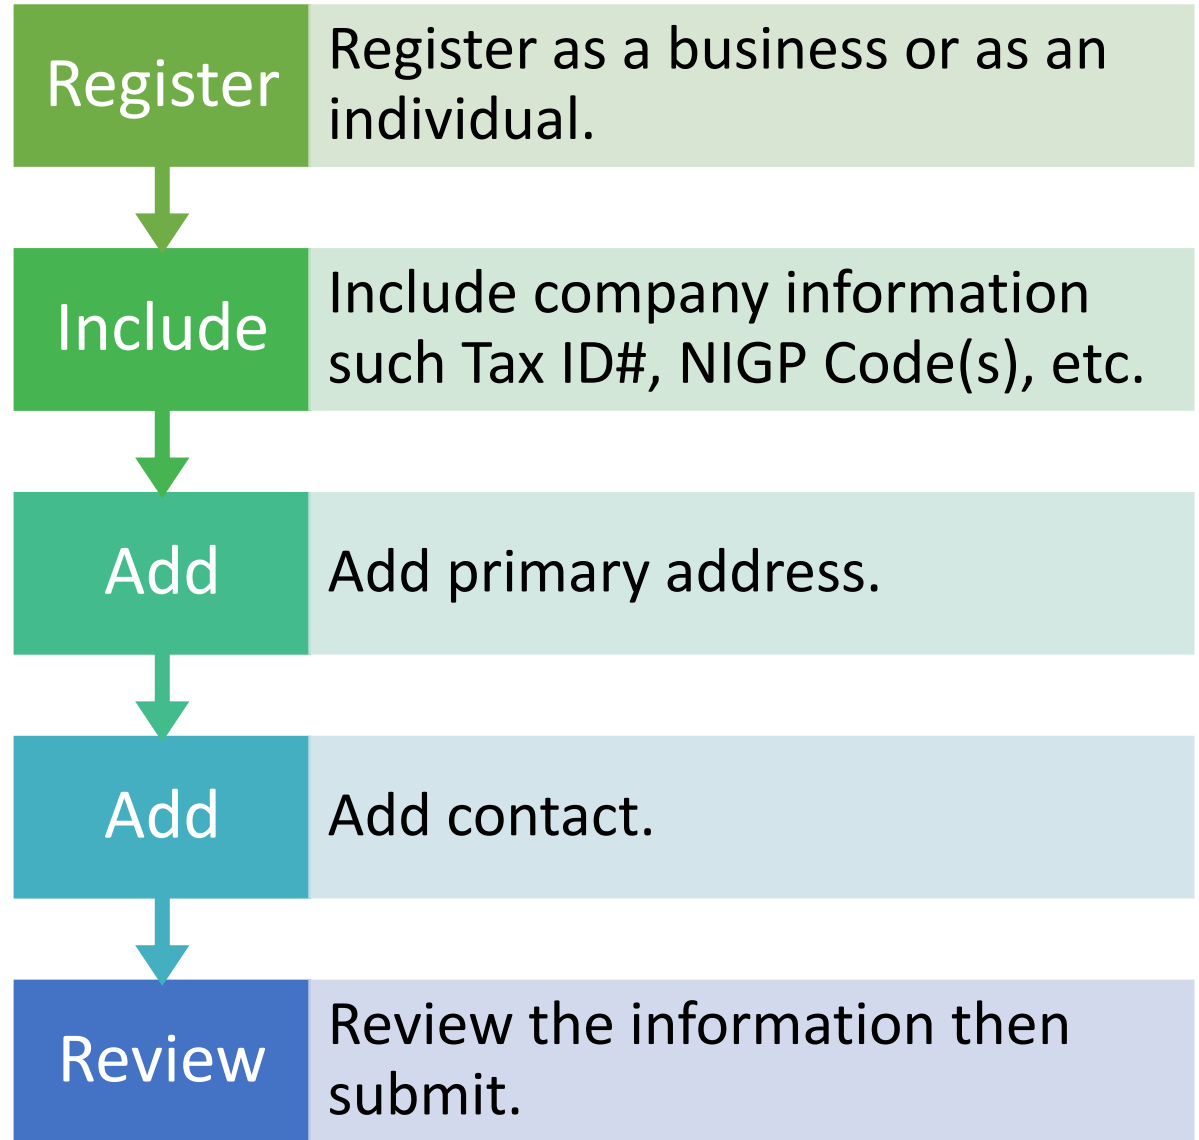 Register
Register as a business or as an
individual.
Include
Include company information
such Tax ID#, NIGP Code(s), etc.
Add
Add primary address.
Add
Add contact.
Review
Review the information then
submit.